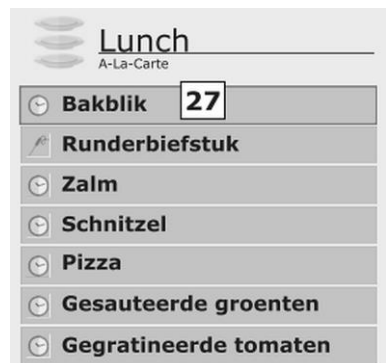 Lunch
A-La-Carte
Bakblik 27
Runderbiefstuk
Zalm
Schnitzel
Pizza
Gesauteerde groenten
Gegratineerde tomaten